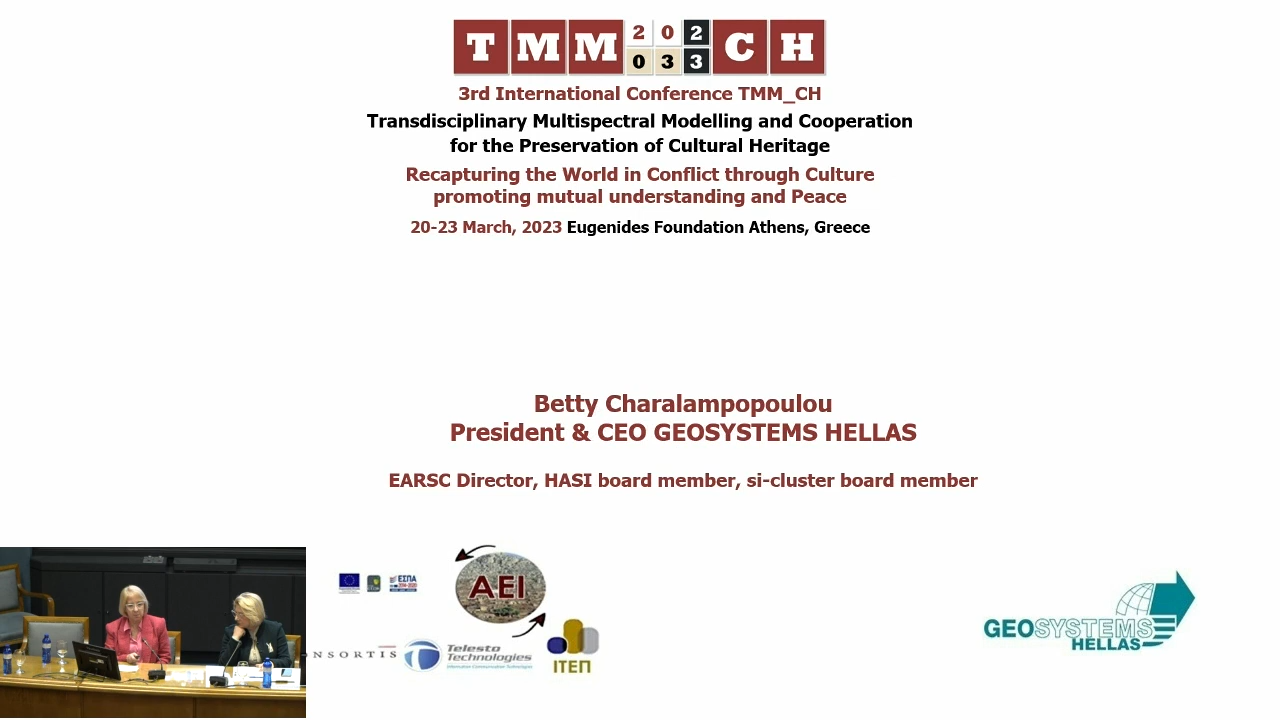 TMM 2023 CH
033
3rd International Conference TMM_CH
Transdisciplinary Multispectral Modelling and Cooperation
for the Preservation of Cultural Heritage
Recapturing the World in Conflict through Culture
promoting mutual understanding and Peace
20-23 March, 2023 Eugenides Foundation Athens, Greece
Betty Charalampopoulou
President & CEO GEOSYSTEMS HELLAS
EARSC Director, HASI board member, si-cluster board member
ΕΣΠΑ
AEI
NSORTIS
Telesto
Technologies
ΙΤΕΠ
GEOSYSTEMS
HELLAS